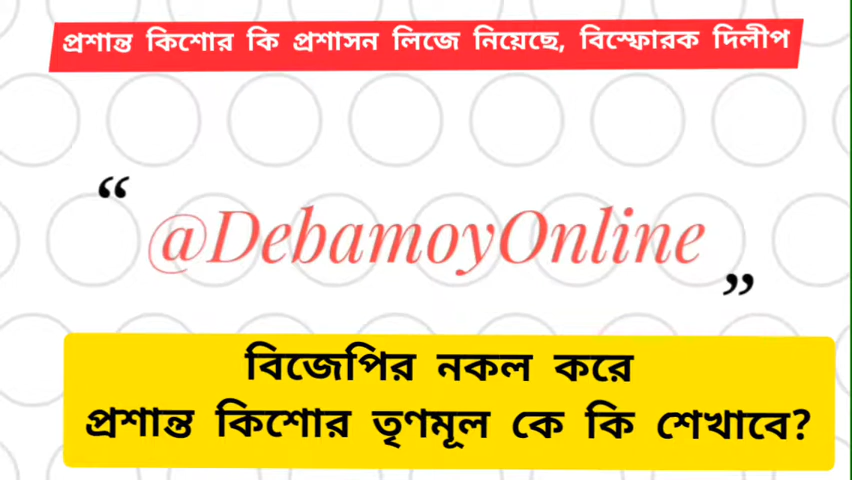 প্রশান্ত কিশোর কি প্রশাসন লিজে নিয়েছে, বিস্ফোরক দিলীপ
“
@DebamoyOnline
”
বিজেপির নকল করে
প্রশান্ত কিশোর তৃণমূল কে কি শেখাবে?